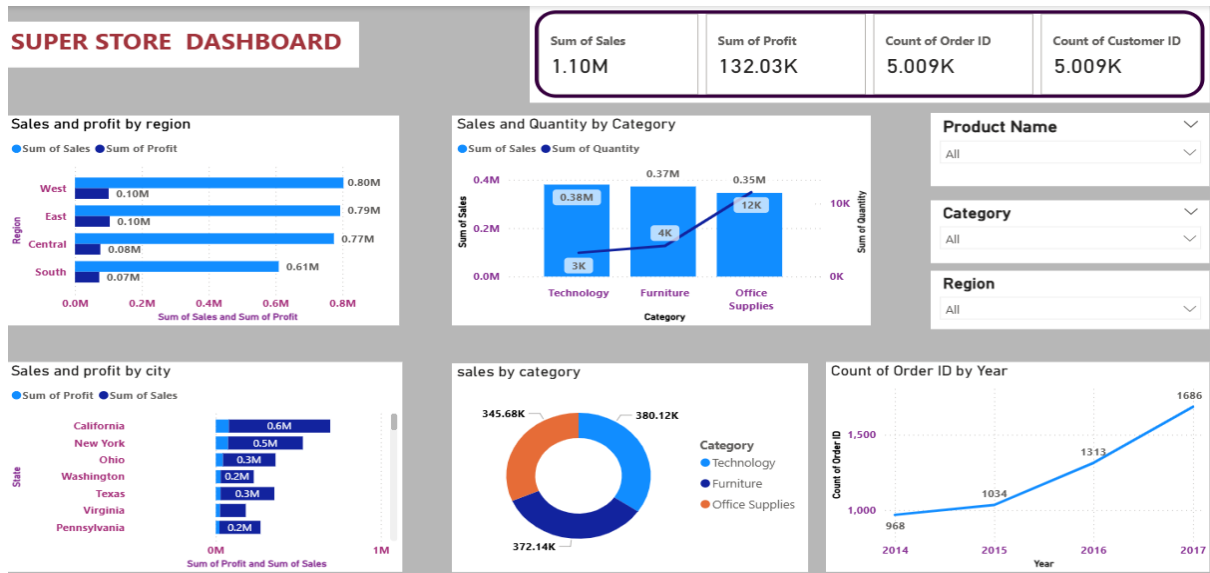 SUPER STORE DASHBOARD
Sum of Sales
1.10M
Sum of Profit
132.03K
Count of Order ID
5.009K
Count of Customer ID
5.009K
Sales and profit by region
Sum of Sales Sum of Profit
Region
West
0.80M
0.10M
East
0.79M
0.10M
Central
0.77M
0.08M
South
0.61M
0.07M
0.0M 0.2M 0.4M 0.6M 0.8M
Sum of Sales and Sum of Profit
Sales and Quantity by Category
Sum of Sales Sum of Quantity
Sum of Sales
0.4M
0.2M
0.0M
0.38M
0.37M
0.35M
3K
4K
12K
10K
0K
Sum of Quantity
Technology Furniture Office
Supplies
Category
Product Name
All
Category
All
Region
All
Sales and profit by city
Sum of Profit Sum of Sales
State
California 0.6M
New York 0.5M
Ohio 0.3M
Washington 0.2M
Texas 0.3M
Virginia
Pennsylvania 0.2M
0M 1M
Sum of Profit and Sum of Sales
sales by category
345.68K
380.12K
372.14K
Category
Technology
Furniture
Office Supplies
Count of Order ID by Year
Count of Order ID
1,500
1,000
968
1034
1313
1686
2014 2015 2016 2017
Year